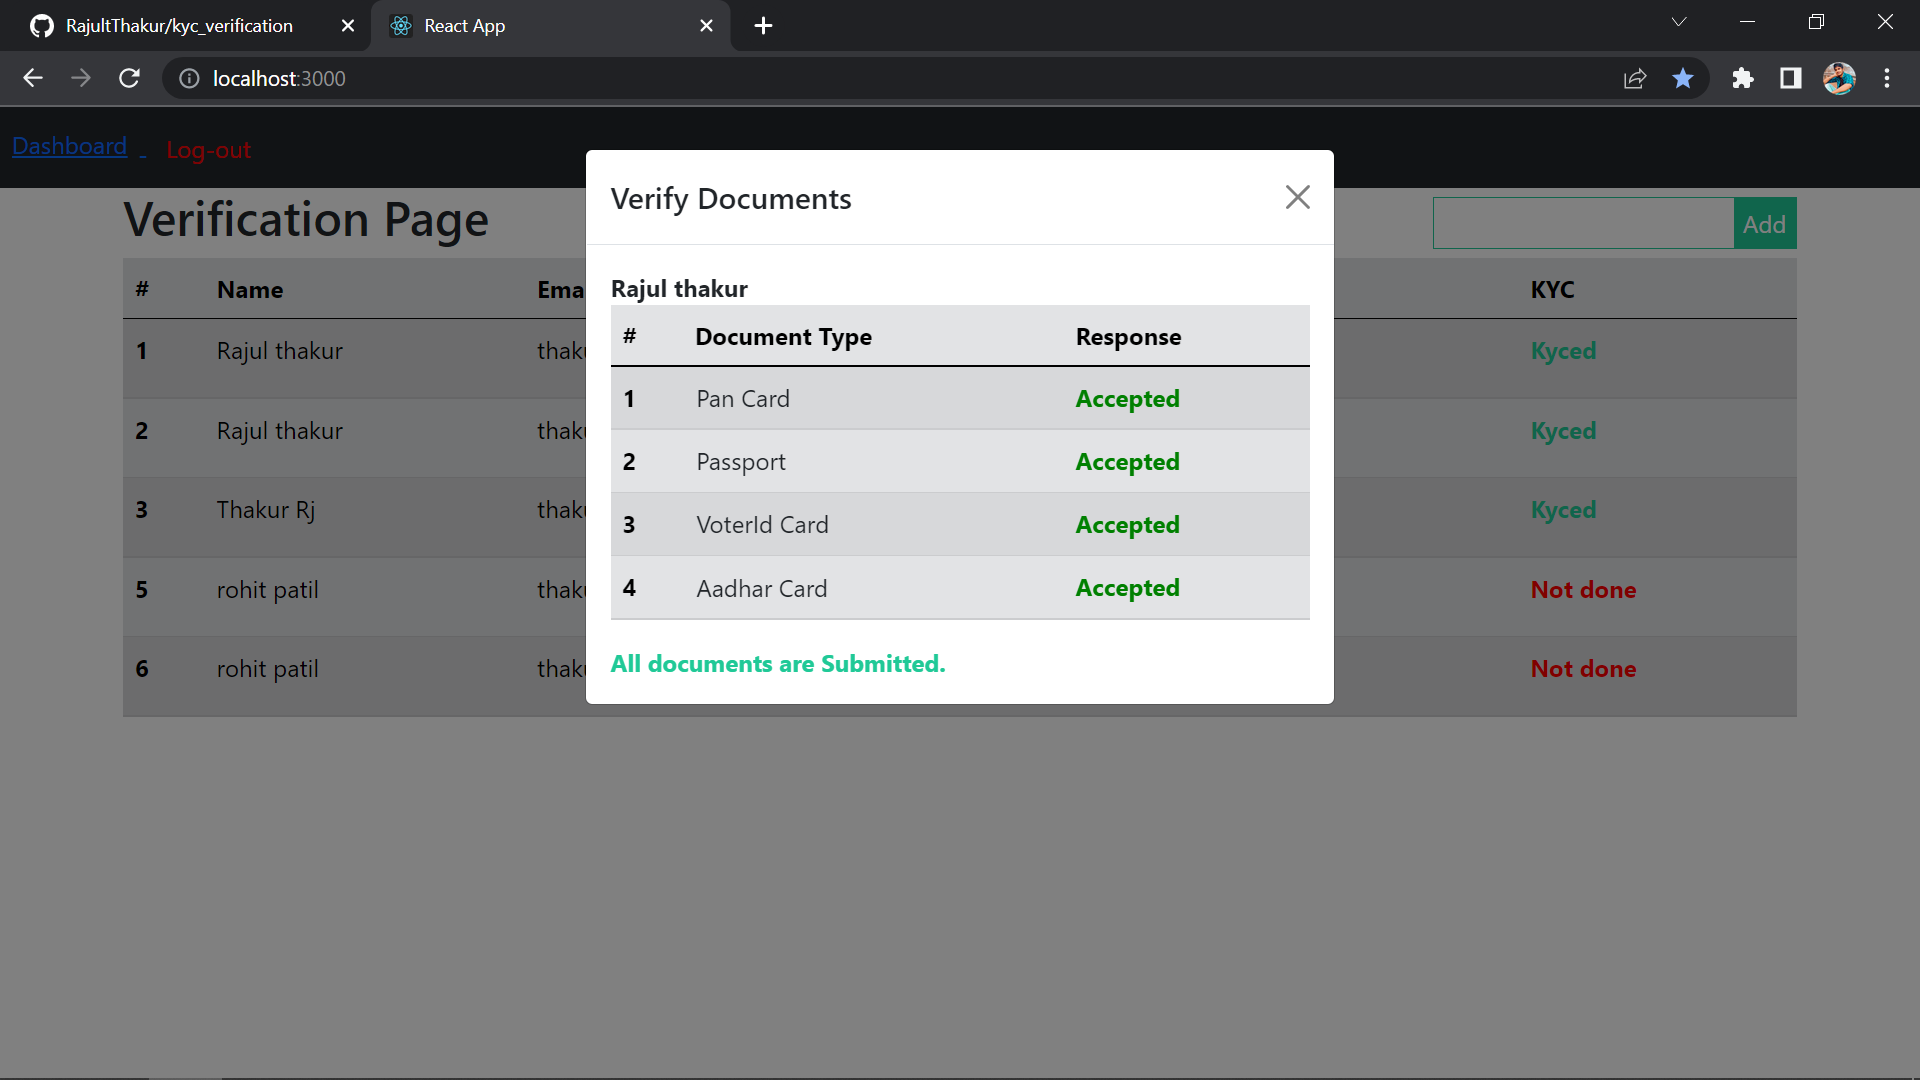 RajultThakur/kyc_verification
React App
localhost:3000
Dashboard Log-out
Verification Page
Add
# Name Ema KYC
1 Rajul thakur thak Kyced
2 Rajul thakur thak Kyced
3 Thakur Rj thak Kyced
5 rohit patil thak Not done
6 rohit patil thak Not done
Verify Documents
Rajul thakur
# Document Type Response
1 Pan Card Accepted
2 Passport Accepted
3 VoterId Card Accepted
4 Aadhar Card Accepted
All documents are Submitted.